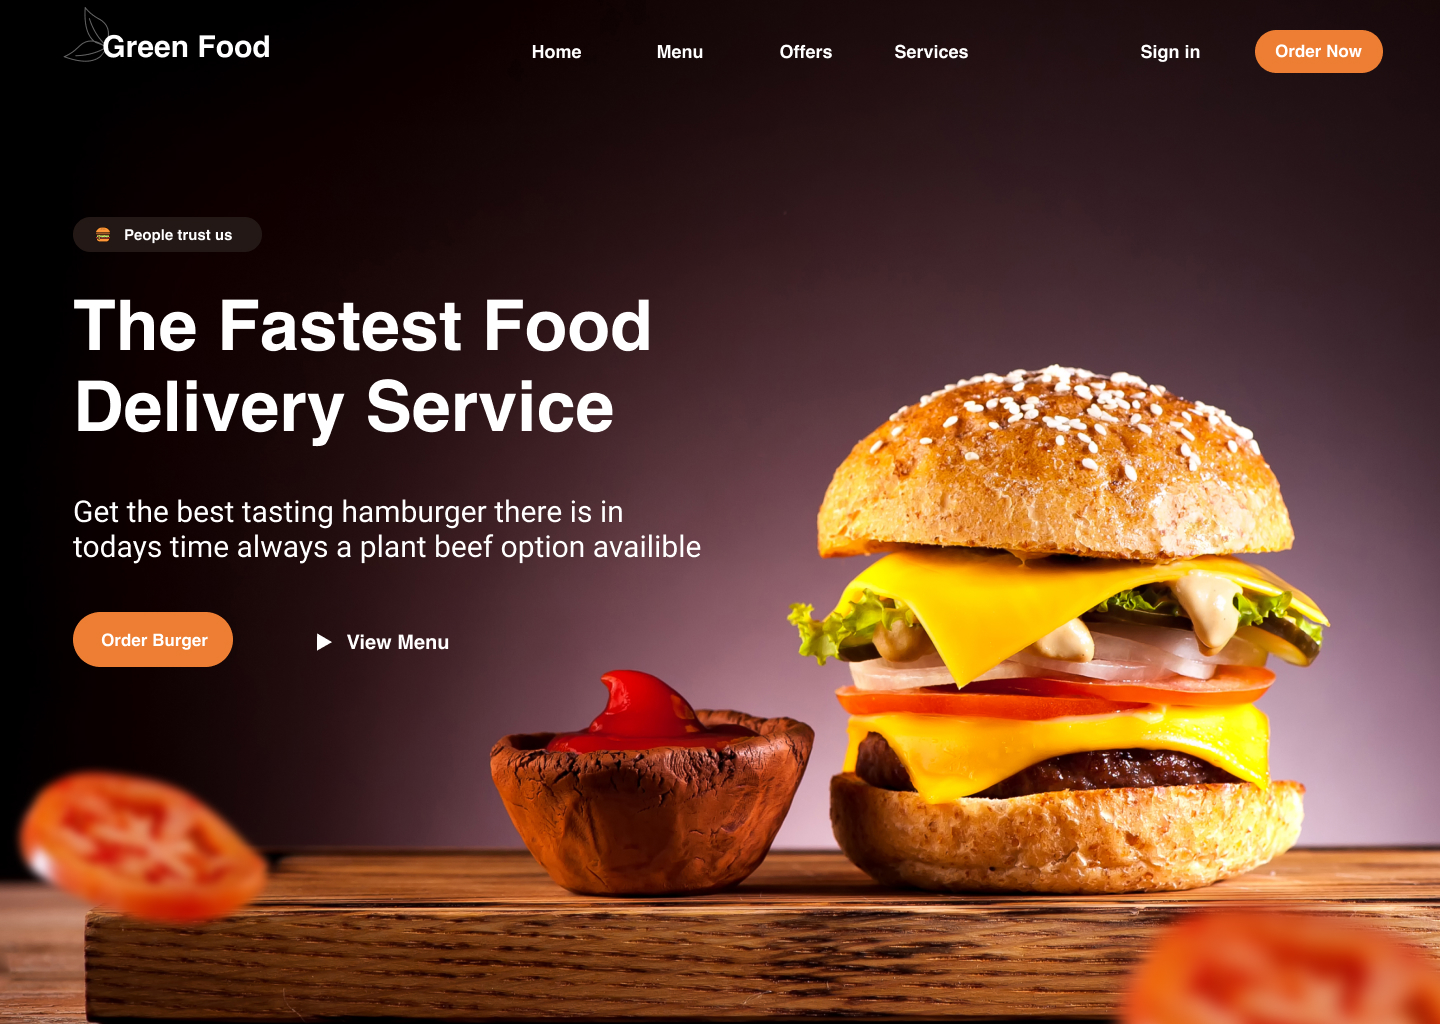 Green Food
Home
Menu
Offers
Services
Sign in
Order Now
People trust us
The Fastest Food
Delivery Service
Get the best tasting hamburger there is in
todays time always a plant beef option availible
Order Burger
View Menu